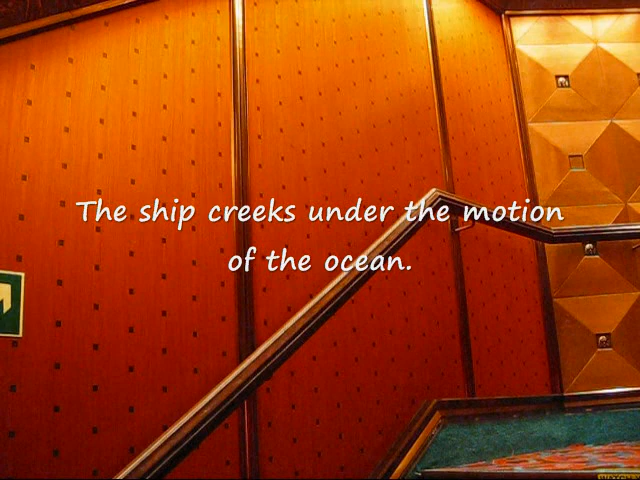 The ship creeks under the motion
of the ocean.